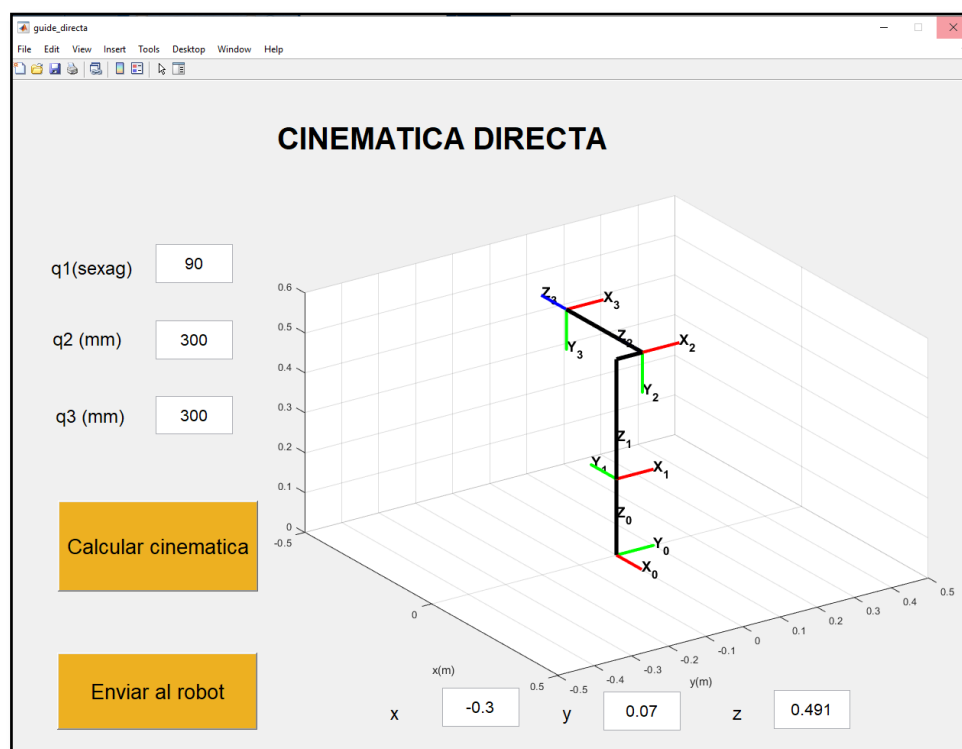 guide_directa
File Edit View Insert Tools Desktop Window Help
CINEMATICA DIRECTA
q1(sexag) 90
q2 (mm) 300
q3 (mm) 300
Calcular cinematica
Enviar al robot
0.6
0.5
0.4
0.3
0.2
0.1
0
-0.5
0
0.5
x(m)
-0.5
-0.4
-0.3
-0.2
-0.1
0
0.1
0.2
0.3
0.4
0.5
y(m)
Z3
X3
Y3
Z2
X2
Y2
Z1
Y1
X1
Z0
Y0
X0
x -0.3 y 0.07 z 0.491